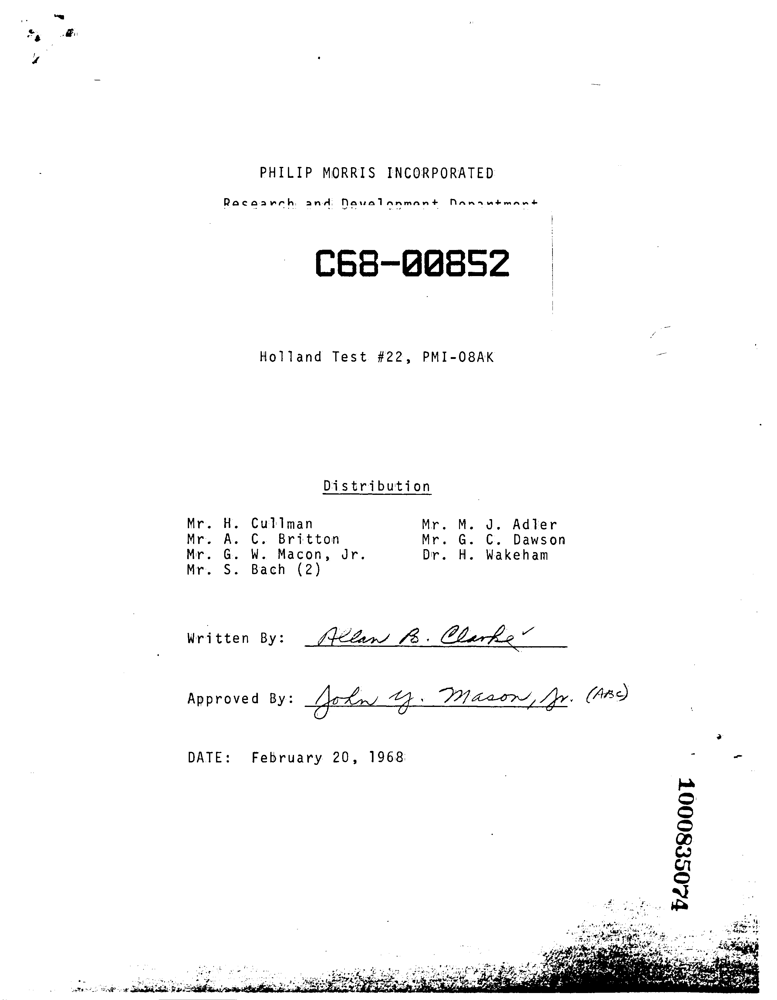 PHILIP MORRIS INCORPORATED
Research and Development Department
C68-00852
Holland Test #22, PMI-08AK
Distribution
Mr. H. Cullman Mr. M. J. Adler
Mr. A. C. Britton Mr. G. C. Dawson
Mr. G. W. Macon, Jr. Dr. H. Wakeham
Mr. S. Bach (2)
Written By: Allan B. Clarke
Approved By: John Y. Mason, Jr. (ABC)
DATE: February 20, 1968
1000835074